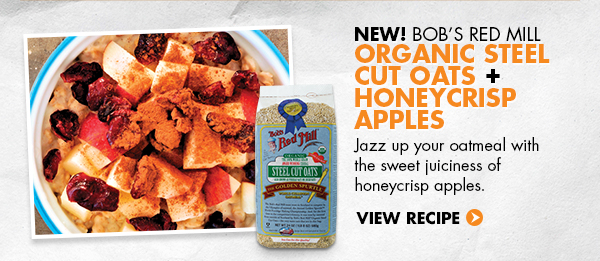 NEW! BOB'S RED MILL
ORGANIC STEEL
CUT OATS +
HONEYCRISP
APPLES
Jazz up your oatmeal with
the sweet juiciness of
honeycrisp apples.
VIEW RECIPE
Bob's
Red Mill
ORGANIC
STEEL CUT OATS
THE GOLDEN SPURTLE